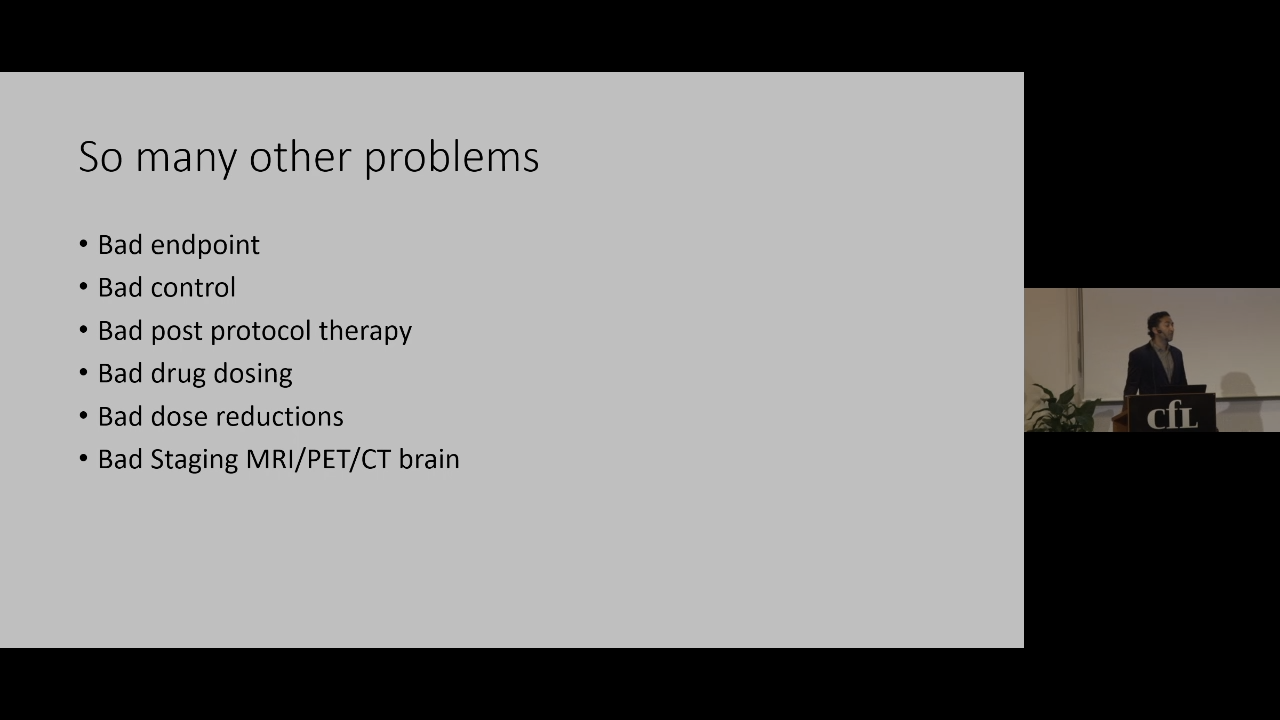 So many other problems
• Bad endpoint
• Bad control
• Bad post protocol therapy
• Bad drug dosing
• Bad dose reductions
• Bad Staging MRI/PET/CT brain
cfL